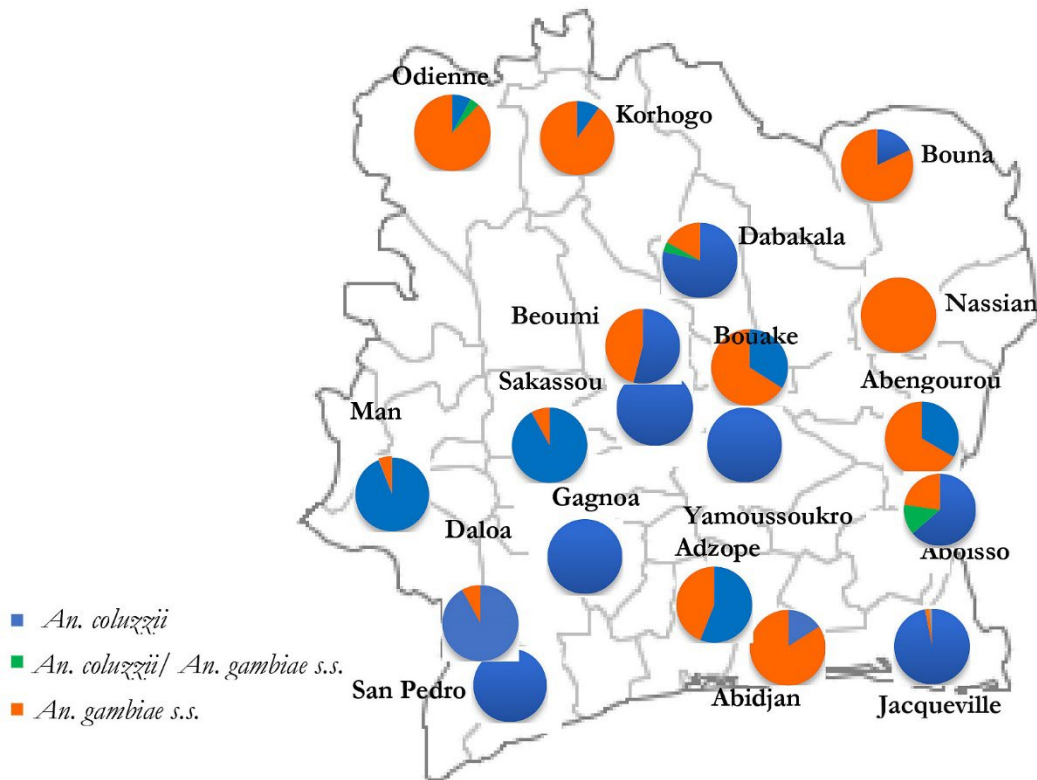 Odienne
Korhogo
Bouna
Dabakala
Nassian
Beoumi
Bouake
Sakassou
Abengourou
Man
Gagnoa
Yamoussoukro
Daloa
Adzope
Aboisso
An. coluzzii
An. coluzzii/ An. gambiae s.s.
An. gambiae s.s.
San Pedro
Abidjan
Jacqueville